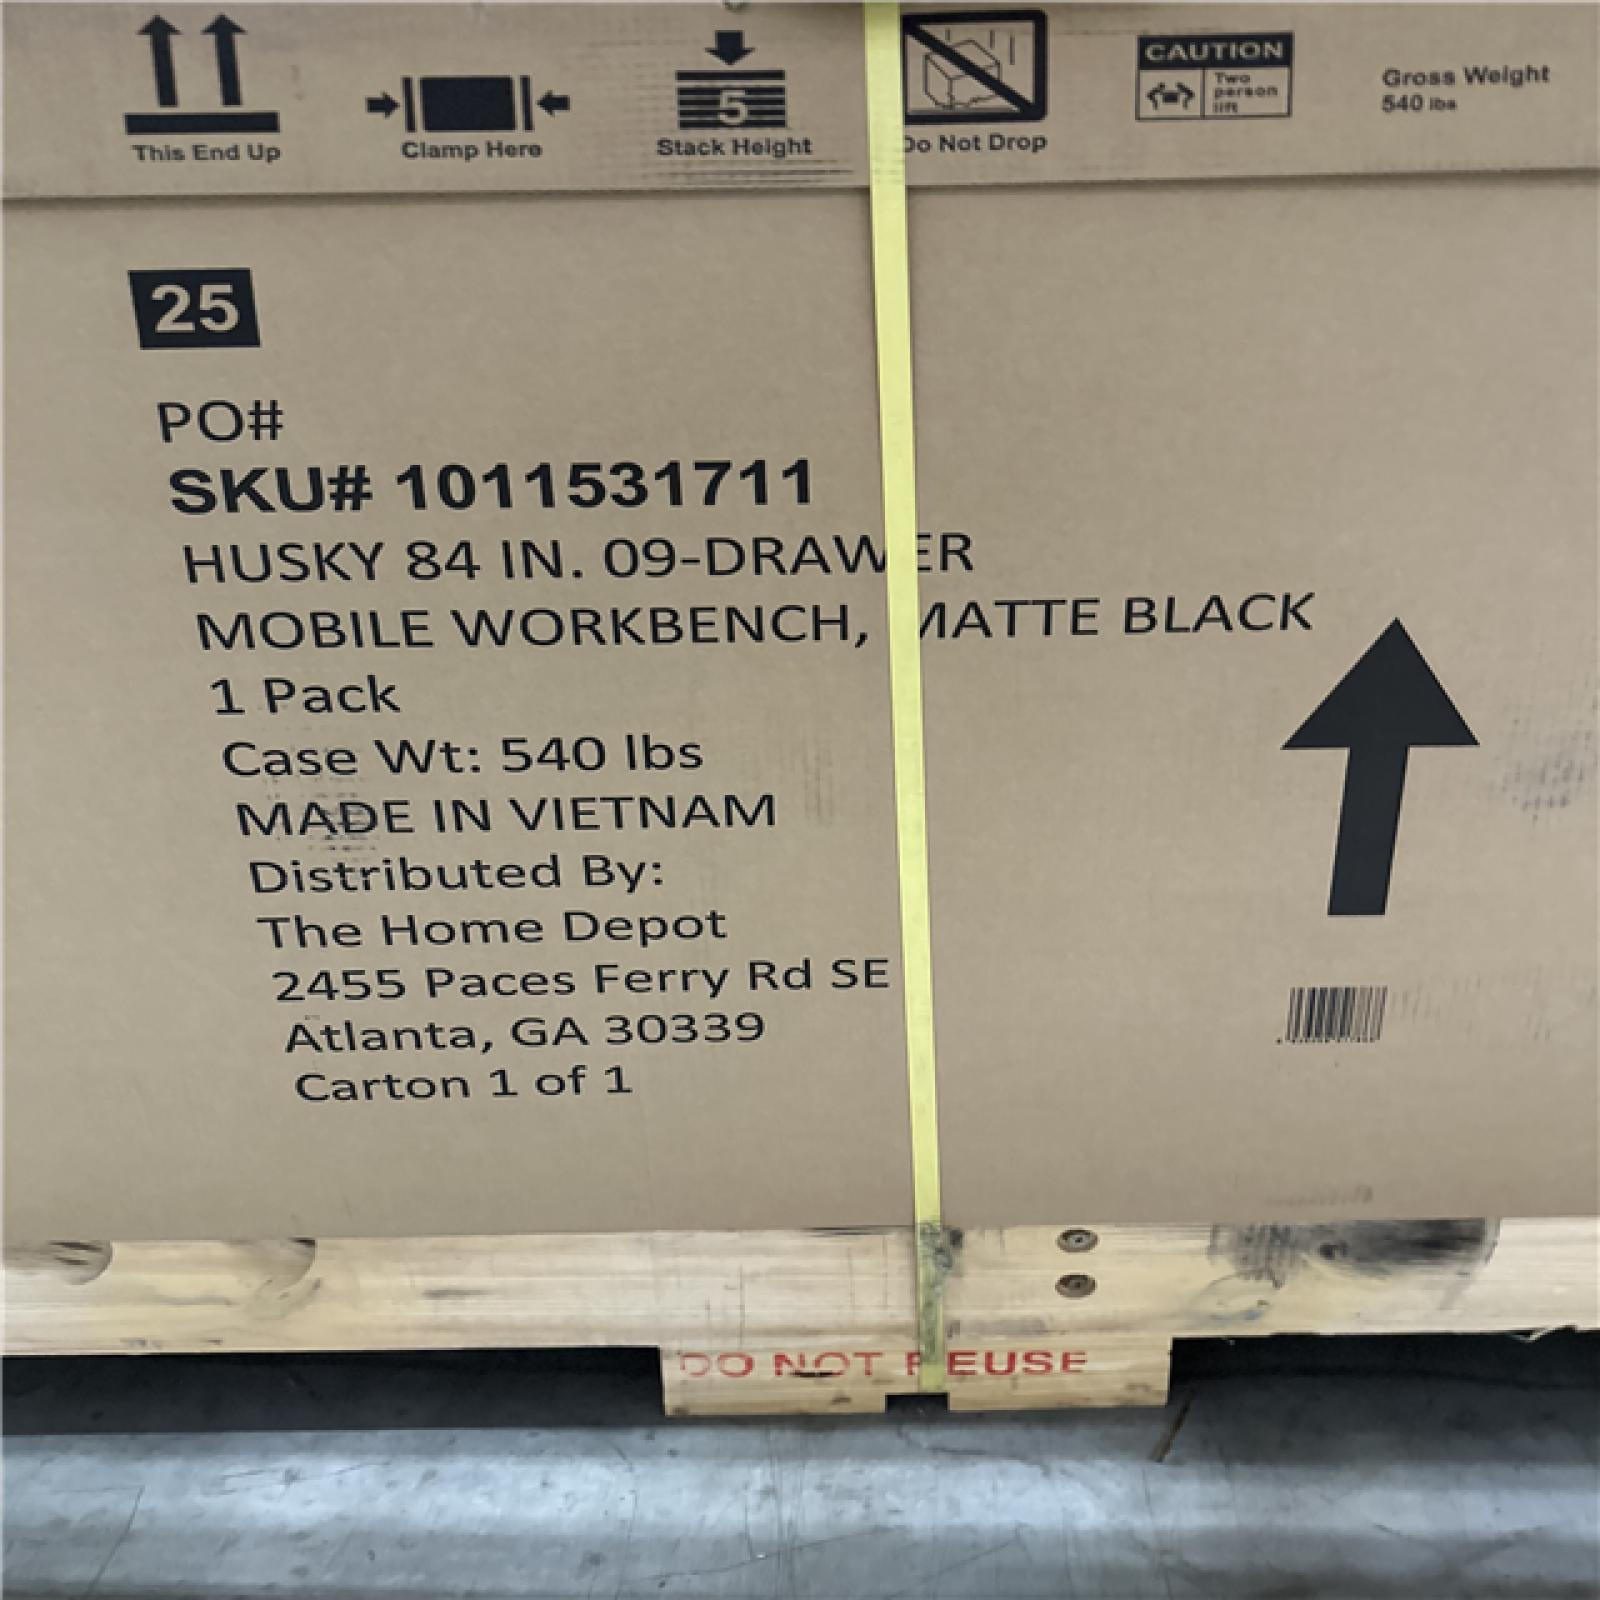 This End Up
Clamp Here
5
Stack Height
Do Not Drop
CAUTION
Two
person
lift
Gross Weight
540 lbs
25
PO#
SKU# 1011531711
HUSKY 84 IN. 09-DRAWER
MOBILE WORKBENCH, MATTE BLACK
1 Pack
Case Wt: 540 lbs
MADE IN VIETNAM
Distributed By:
The Home Depot
2455 Paces Ferry Rd SE
Atlanta, GA 30339
Carton 1 of 1
DO NOT REUSE